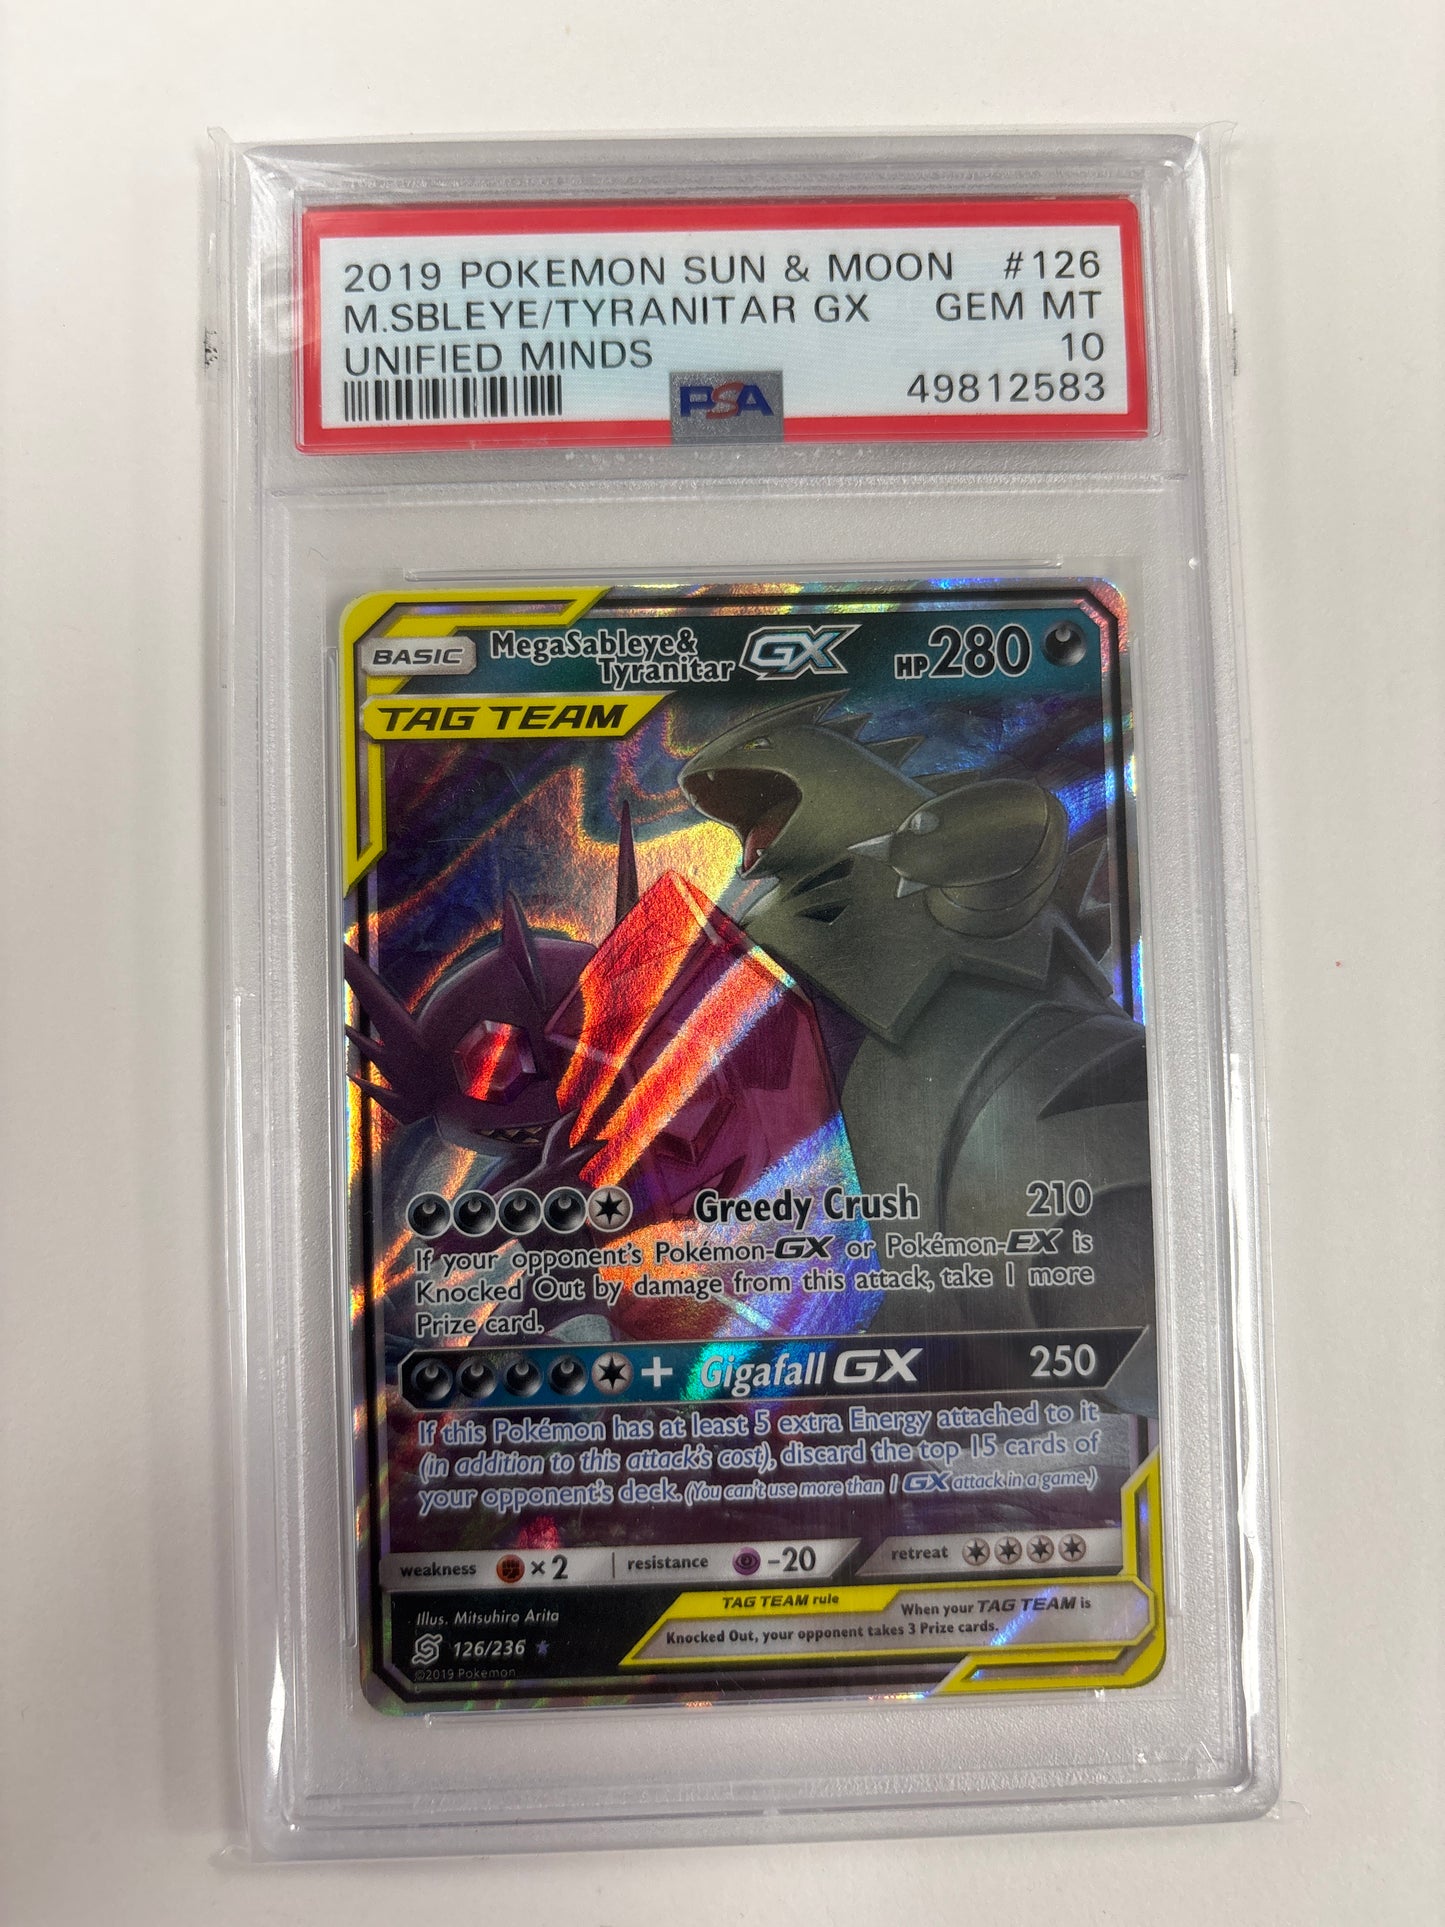 2019 POKEMON SUN & MOON #126
M.SBLEYE/TYRANITAR GX GEM MT
UNIFIED MINDS 10
PSA 49812583
BASIC MegaSableye& Tyranitar GX HP 280
TAG TEAM
Greedy Crush 210
If your opponent's Pokémon-GX or Pokémon-EX is
Knocked Out by damage from this attack, take 1 more
Prize card.
+ Gigafall GX 250
If this Pokémon has at least 5 extra Energy attached to it
(in addition to this attack's cost), discard the top 15 cards of
your opponent's deck. (You can't use more than 1 GX attack in a game.)
weakness ×2 resistance -20 retreat
Illus. Mitsuhiro Arita
126/236
©2019 Pokémon
TAG TEAM rule When your TAG TEAM is
Knocked Out, your opponent takes 3 Prize cards.